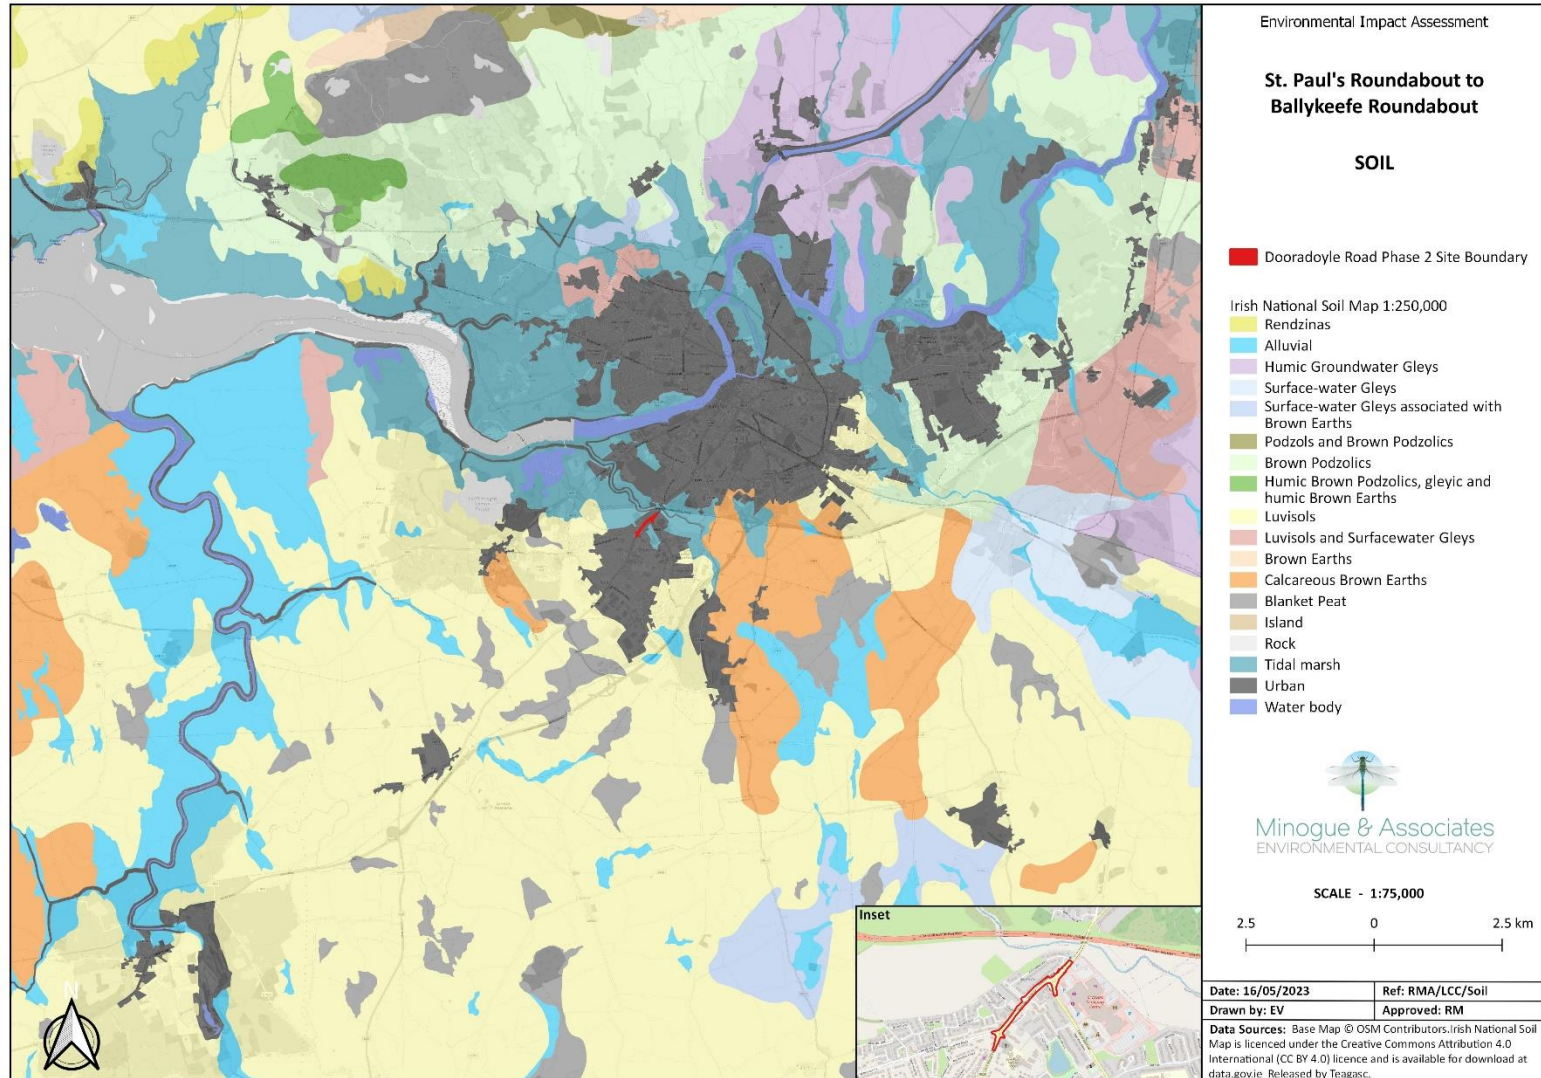 Environmental Impact Assessment
St. Paul's Roundabout to
Ballykeefe Roundabout
SOIL
Dooradoyle Road Phase 2 Site Boundary
Irish National Soil Map 1:250,000
Rendzinas
Alluvial
Humic Groundwater Gleys
Surface-water Gleys
Surface-water Gleys associated with
Brown Earths
Podzols and Brown Podzolics
Brown Podzolics
Humic Brown Podzolics, gleyic and
humic Brown Earths
Luvisols
Luvisols and Surfacewater Gleys
Brown Earths
Calcareous Brown Earths
Blanket Peat
Island
Rock
Tidal marsh
Urban
Water body
Minogue & Associates
ENVIRONMENTAL CONSULTANCY
SCALE - 1:75,000
2.5 0 2.5 km
Date: 16/05/2023 Ref: RMA/LCC/Soil
Drawn by: EV Approved: RM
Data Sources: Base Map © OSM Contributors.Irish National Soil
Map is licenced under the Creative Commons Attribution 4.0
International (CC BY 4.0) licence and is available for download at
data.gov.ie Released by Teagasc.
Inset
N